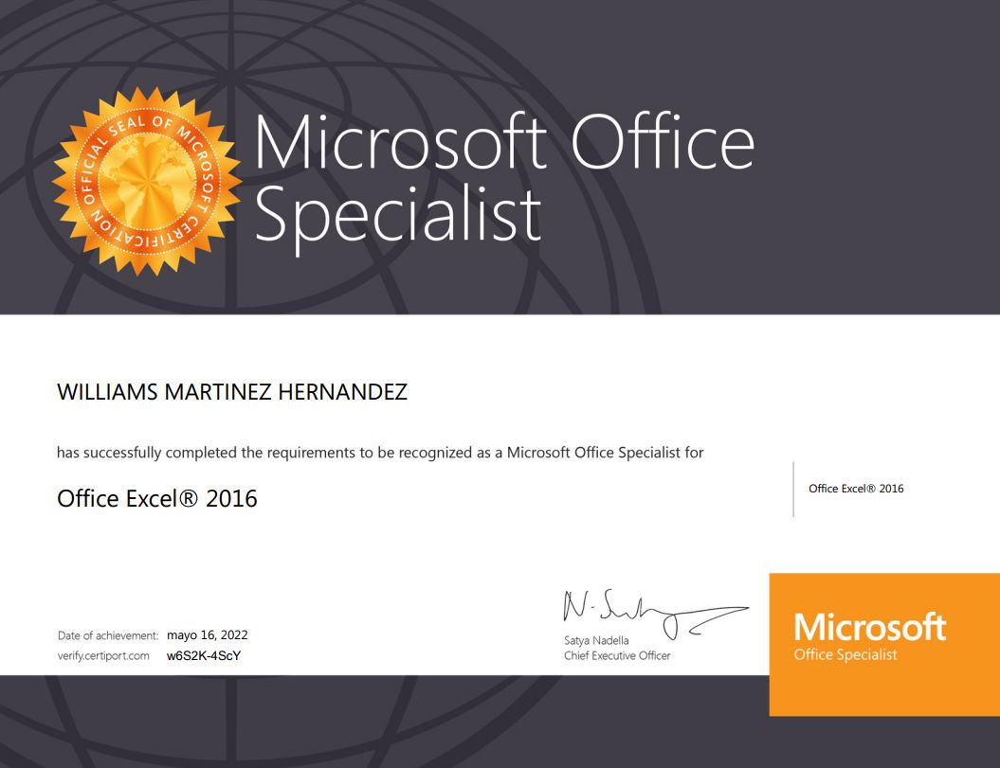 OFFICIAL SEAL OF MICROSOFT CERTIFICATION
Microsoft Office
Specialist
WILLIAMS MARTINEZ HERNANDEZ
has successfully completed the requirements to be recognized as a Microsoft Office Specialist for
Office Excel® 2016
Office Excel® 2016
Date of achievement: mayo 16, 2022
verify.certiport.com w6S2K-4ScY
Satya Nadella
Chief Executive Officer
Microsoft
Office Specialist